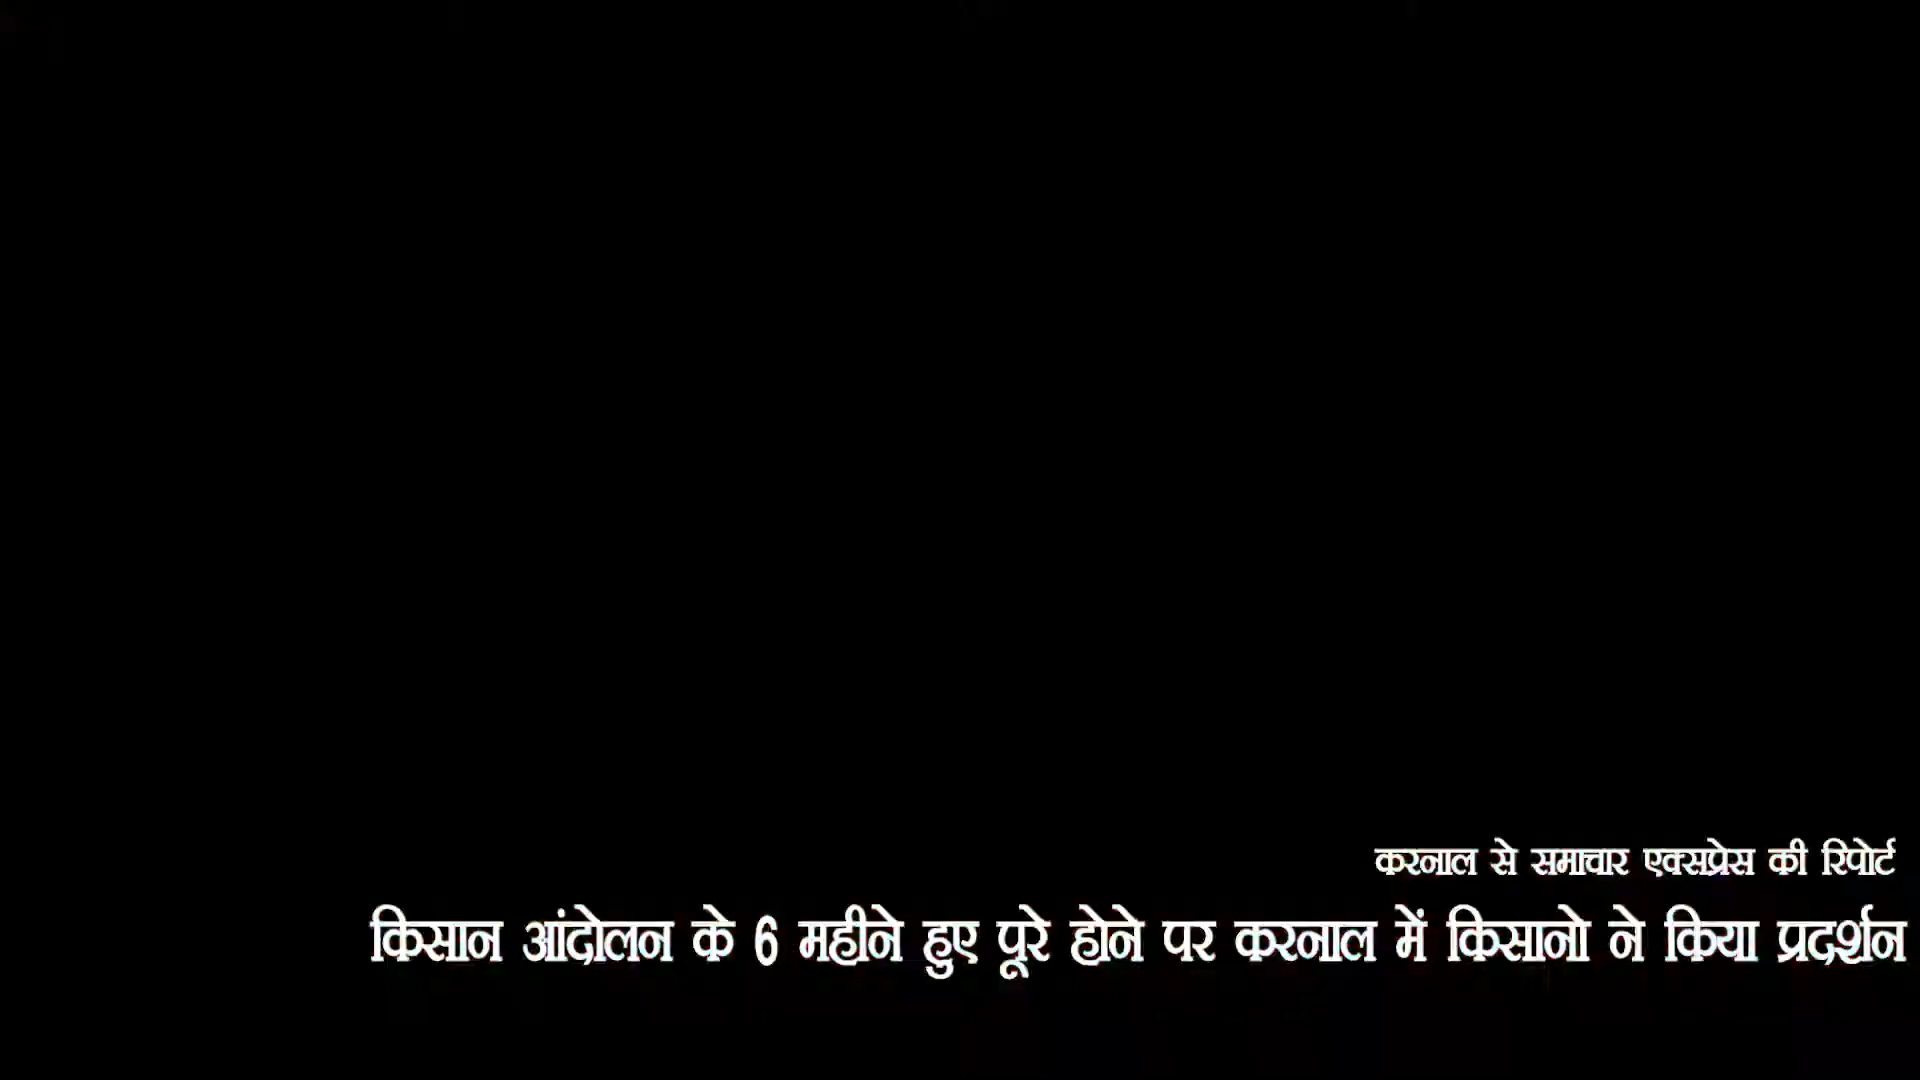 करनाल से समाचार एक्सप्रेस की रिपोर्ट
किसान आंदोलन के 6 महीने हुए पूरे होने पर करनाल में किसानो ने किया प्रदर्शन